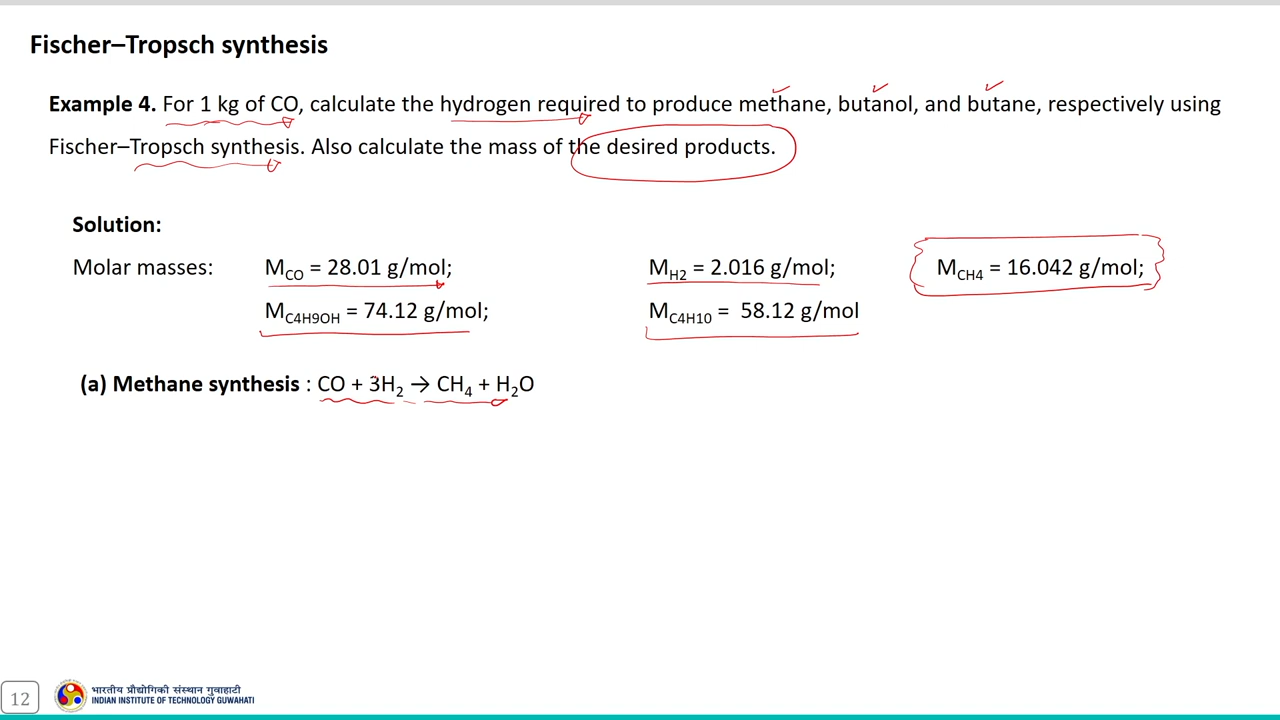 Fischer–Tropsch synthesis
Example 4. For 1 kg of CO, calculate the hydrogen required to produce methane, butanol, and butane, respectively using
Fischer–Tropsch synthesis. Also calculate the mass of the desired products.
Solution:
Molar masses: M_CO = 28.01 g/mol; M_H2 = 2.016 g/mol; M_CH4 = 16.042 g/mol;
M_C4H9OH = 74.12 g/mol; M_C4H10 = 58.12 g/mol
(a) Methane synthesis : CO + 3H₂ → CH₄ + H₂O
12
भारतीय प्रौद्योगिकी संस्थान गुवाहाटी
INDIAN INSTITUTE OF TECHNOLOGY GUWAHATI